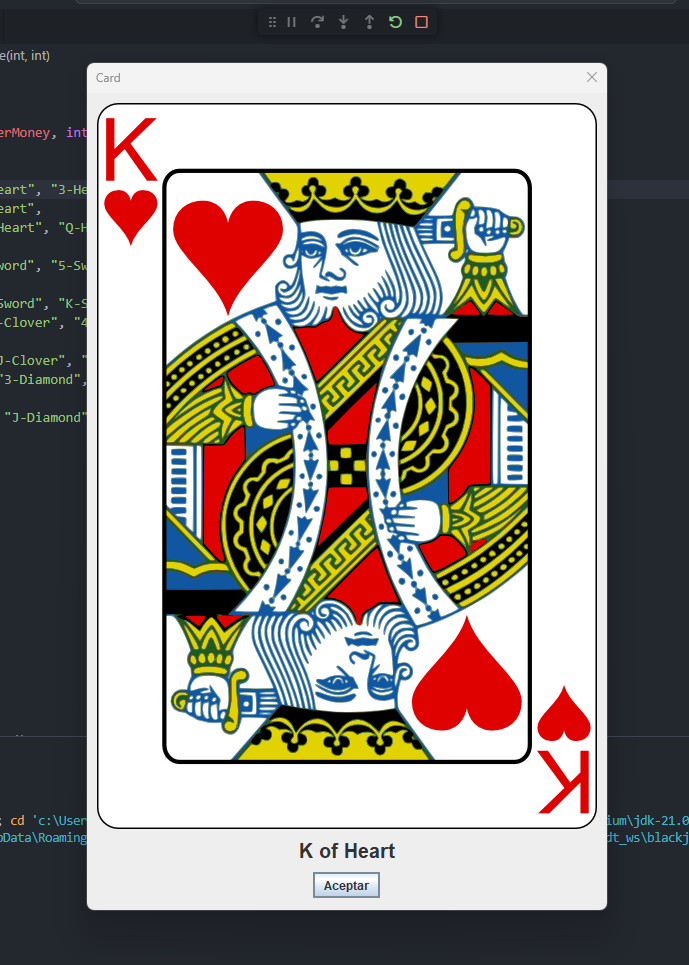 e(int, int)
Card
K
erMoney, int
eart", "3-He
eart",
Heart", "Q-H
word", "5-Sw
Sword", "K-S
-Clover", "4
J-Clover", "
"3-Diamond",
"J-Diamond"
K
; cd 'c:\User
ium\jdk-21.0
oData\Roaming
dt_ws\blackj
K of Heart
Aceptar